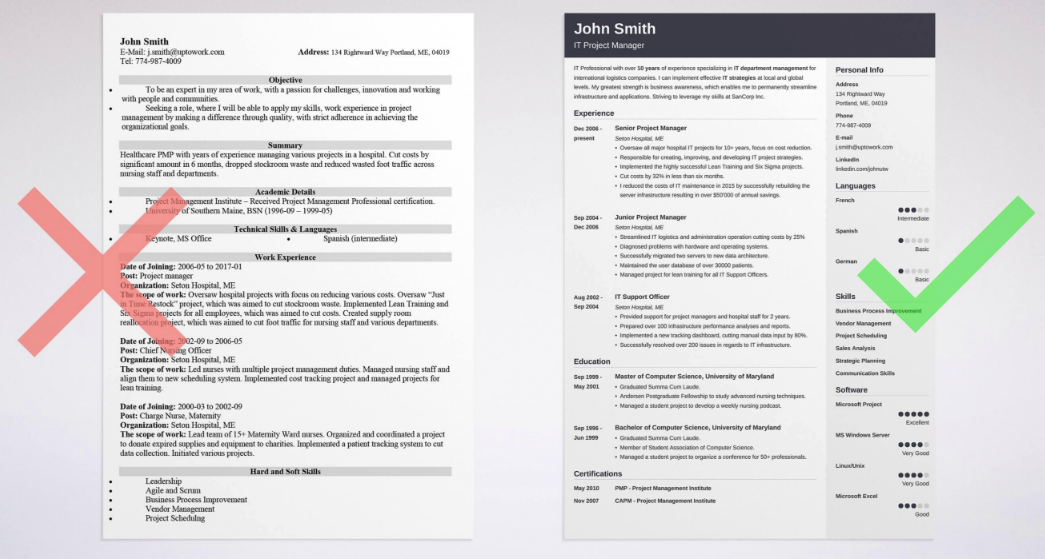 John Smith
E-Mail: j.smith@uptowork.com
Address: 134 Rightward Way Portland, ME, 04019
Tel: 774-987-4009
Objective
To be an expert in my area of work, with a passion for challenges, innovation and working
with people and communities.
Seeking a role, where I will be able to apply my skills, work experience in project
management by making a difference through quality, with strict adherence in achieving the
organizational goals.
Summary
Healthcare PMP with years of experience managing various projects in a hospital. Cut costs by
significant amount in 6 months, dropped stockroom waste and reduced wasted foot traffic across
nursing staff and departments.
Academic Details
Project Management Institute – Received Project Management Professional certification.
University of Southern Maine, BSN (1996-09 – 1999-05)
Technical Skills & Languages
Keynote, MS Office
Spanish (intermediate)
Work Experience
Date of Joining: 2006-05 to 2017-01
Post: Project manager
Organization: Seton Hospital, ME
The scope of work: Oversaw hospital projects with focus on reducing various costs. Oversaw "Just
in Time Restock" project, which was aimed to cut stockroom waste. Implemented Lean Training and
Six Sigma projects for all employees, which was aimed to cut costs. Created supply room
reallocation project, which was aimed to cut foot traffic for nursing staff and various departments.
Date of Joining: 2002-09 to 2006-05
Post: Chief Nursing Officer
Organization: Seton Hospital, ME
The scope of work: Led nurses with multiple project management duties. Managed nursing staff and
align them to new scheduling system. Implemented cost tracking project and managed projects for
lean training.
Date of Joining: 2000-03 to 2002-09
Post: Charge Nurse, Maternity
Organization: Seton Hospital, ME
The scope of work: Lead team of 15+ Maternity Ward nurses. Organized and coordinated a project
to donate expired supplies and equipment to charities. Implemented a patient tracking system to cut
data collection. Initiated various projects.
Hard and Soft Skills
Leadership
Agile and Scrum
Business Process Improvement
Vendor Management
Project Scheduling
John Smith
IT Project Manager
IT Professional with over 10 years of experience specializing in IT department management for
international logistics companies. I can implement effective IT strategies at local and global
levels. My greatest strength is business awareness, which enables me to permanently streamline
infrastructure and applications. Striving to leverage my skills at SanCorp Inc.
Experience
Dec 2006 -
present
Senior Project Manager
Seton Hospital, ME
• Oversaw all major hospital IT projects for 10+ years, focus on cost reduction.
• Responsible for creating, improving, and developing IT project strategies.
• Implemented the highly successful Lean Training and Six Sigma projects.
• Cut costs by 32% in less than six months.
• I reduced the costs of IT maintenance in 2015 by successfully rebuilding the
server infrastructure resulting in over $50'000 of annual savings.
Sep 2004 -
Dec 2006
Junior Project Manager
Seton Hospital, ME
• Streamlined IT logistics and administration operation cutting costs by 25%
• Diagnosed problems with hardware and operating systems.
• Successfully migrated two servers to new data architecture.
• Maintained the user database of over 30000 patients.
• Managed project for lean training for all IT Support Officers.
Aug 2002 -
Sep 2004
IT Support Officer
Seton Hospital, ME
• Provided support for project managers and hospital staff for 2 years.
• Prepared over 100 infrastructure performance analyses and reports.
• Implemented a new tracking dashboard, cutting manual data input by 80%.
• Successfully resolved over 200 issues in regards to IT infrastructure.
Education
Sep 1999 -
May 2001
Master of Computer Science, University of Maryland
• Graduated Summa Cum Laude.
• Andersen Postgraduate Fellowship to study advanced nursing techniques.
• Managed a student project to develop a weekly nursing podcast.
Sep 1996 -
Jun 1999
Bachelor of Computer Science, University of Maryland
• Graduated Summa Cum Laude.
• Member of Student Association of Computer Science.
• Managed a student project to organize a conference for 50+ professionals.
Certifications
May 2010
PMP - Project Management Institute
Nov 2007
CAPM - Project Management Institute
Personal Info
Address
134 Rightward Way
Portland, ME, 04019
Phone
774-987-4009
E-mail
j.smith@uptowork.com
LinkedIn
linkedin.com/johnutw
Languages
French
Intermediate
Spanish
Basic
German
Basic
Skills
Business Process Improvement
Vendor Management
Project Scheduling
Sales Analysis
Strategic Planning
Communication Skills
Software
Microsoft Project
Excellent
MS Windows Server
Very Good
Linux/Unix
Very Good
Microsoft Excel
Good